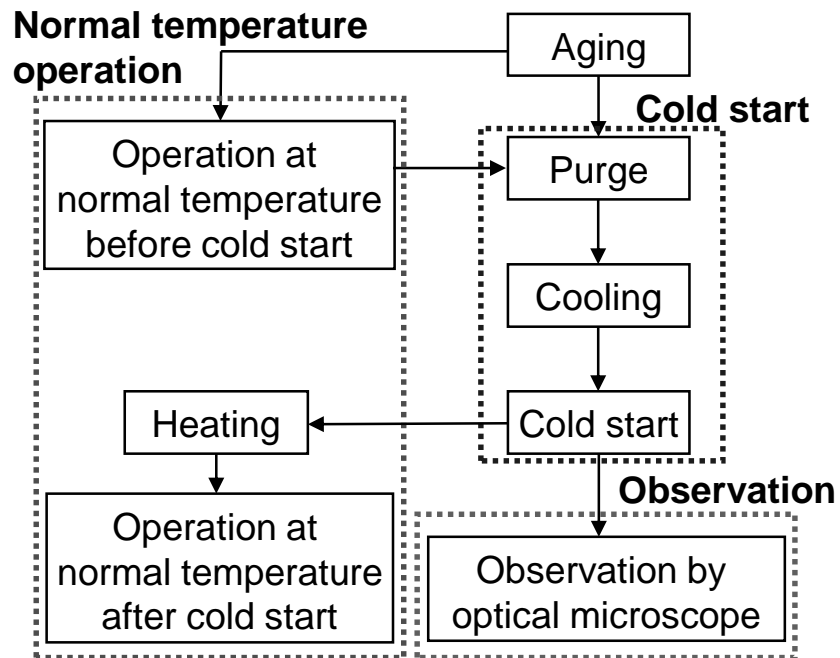 Normal temperature
operation
Aging
Cold start
Operation at
normal temperature
before cold start
Purge
Cooling
Heating
Cold start
Observation
Operation at
normal temperature
after cold start
Observation by
optical microscope